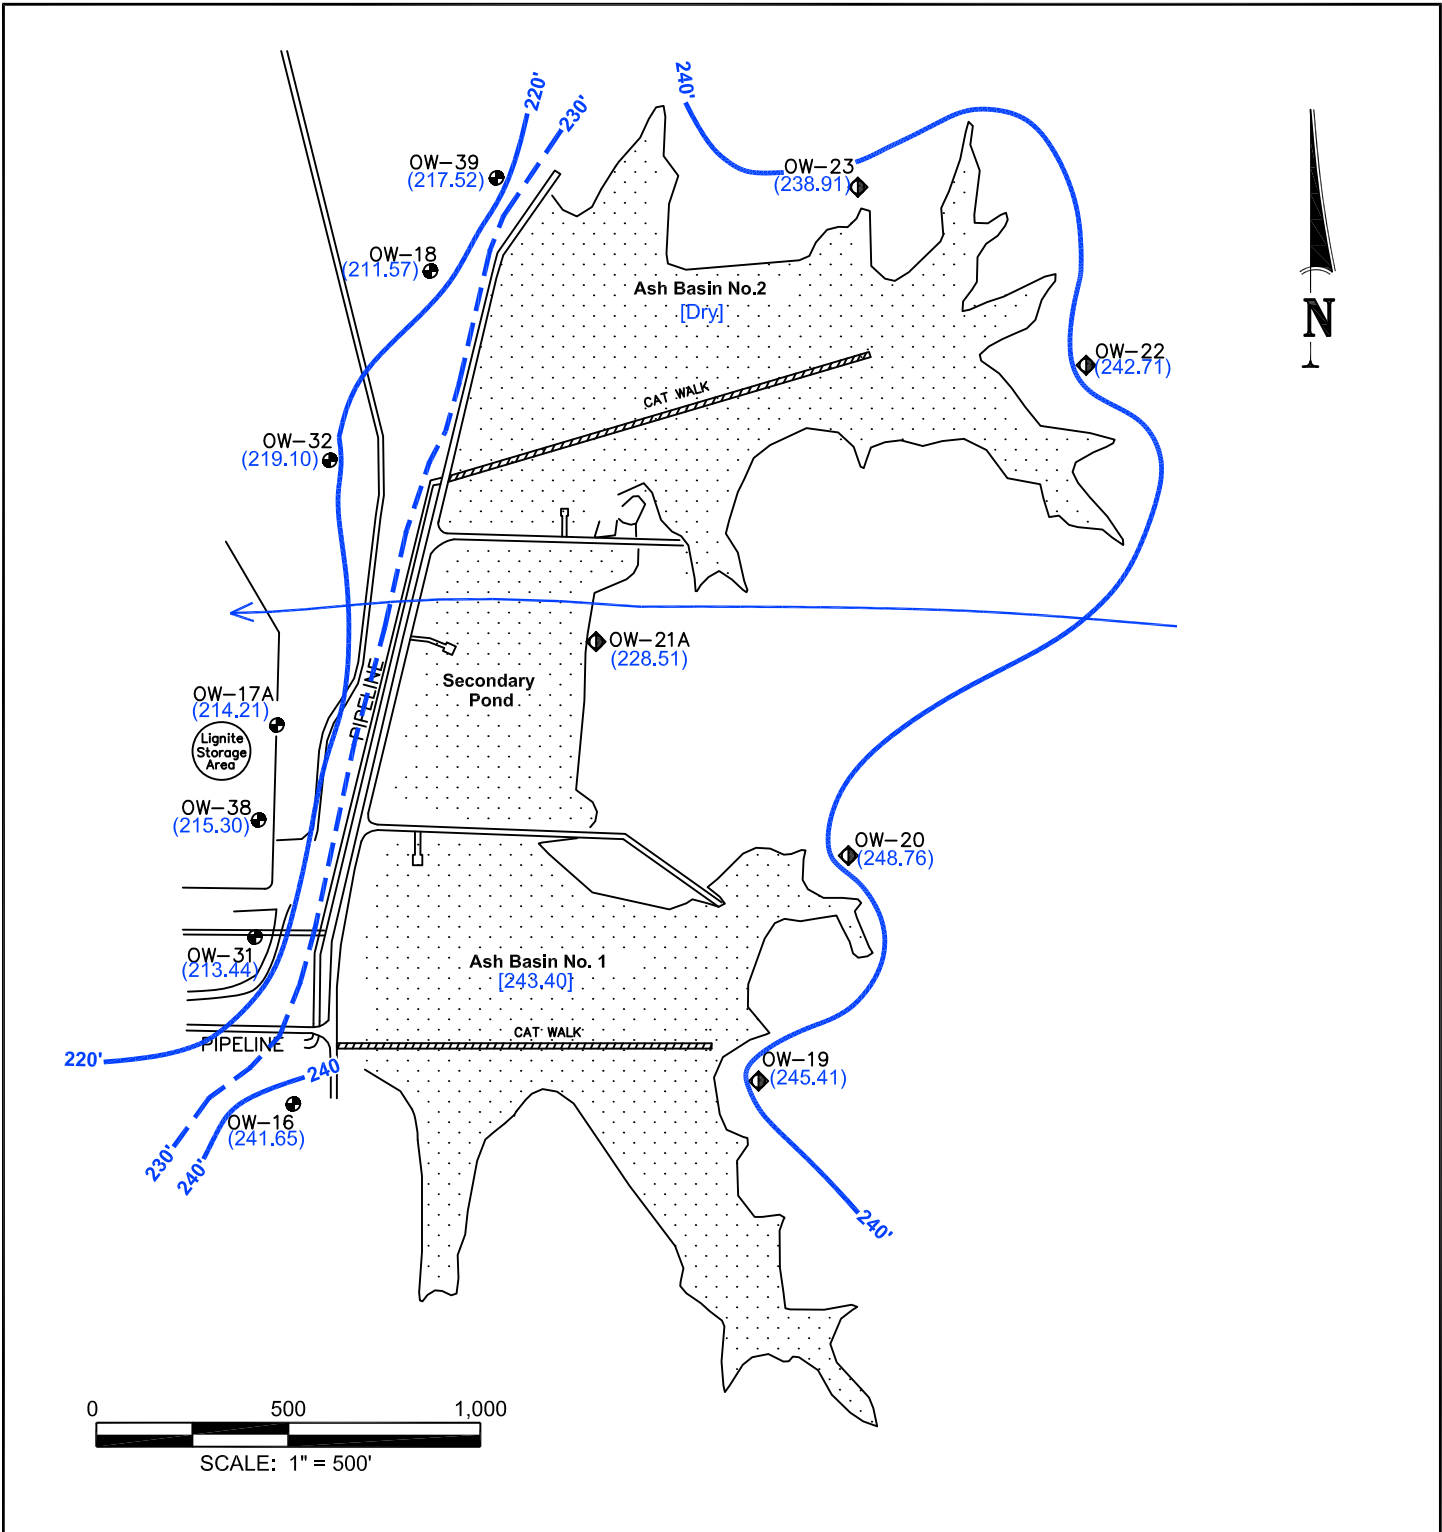 220'
230'
240'
OW-39
(217.52)
OW-23
(238.91)
OW-18
(211.57)
Ash Basin No.2
[Dry]
N
OW-22
(242.71)
CAT WALK
OW-32
(219.10)
OW-21A
(228.51)
PIPELINE
Secondary
Pond
OW-17A
(214.21)
Lignite
Storage
Area
OW-38
(215.30)
OW-20
(248.76)
OW-31
(213.44)
Ash Basin No. 1
[243.40]
CAT WALK
PIPELINE
220'
240
OW-19
(245.41)
OW-16
(241.65)
230'
240'
240'
0 500 1,000
SCALE: 1" = 500'